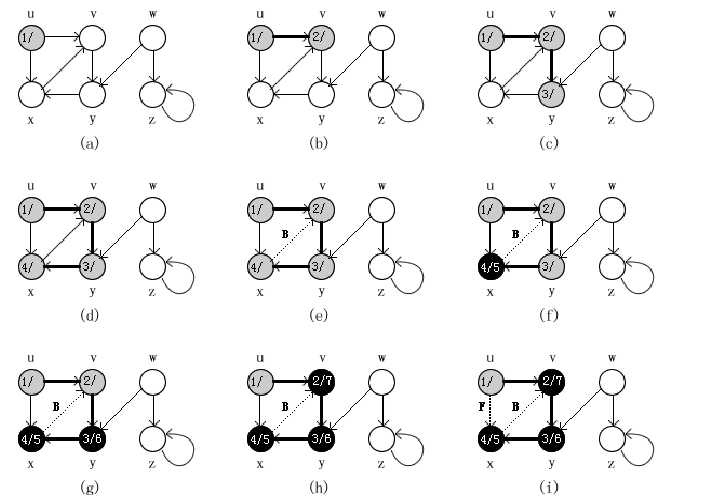 u v w u v w u v w
1/ 1/ 2/ 1/ 2/
3/
x y z x y z x y z
(a) (b) (c)
u v w u v w u v w
1/ 2/ 1/ 2/ 1/ 2/
B B
4/ 3/ 4/ 3/ 4/5 3/
x y z x y z x y z
(d) (e) (f)
u v w u v w u v w
1/ 2/ 1/ 2/7 1/ 2/7
B B F B
4/5 3/6 4/5 3/6 4/5 3/6
x y z x y z x y z
(g) (h) (i)